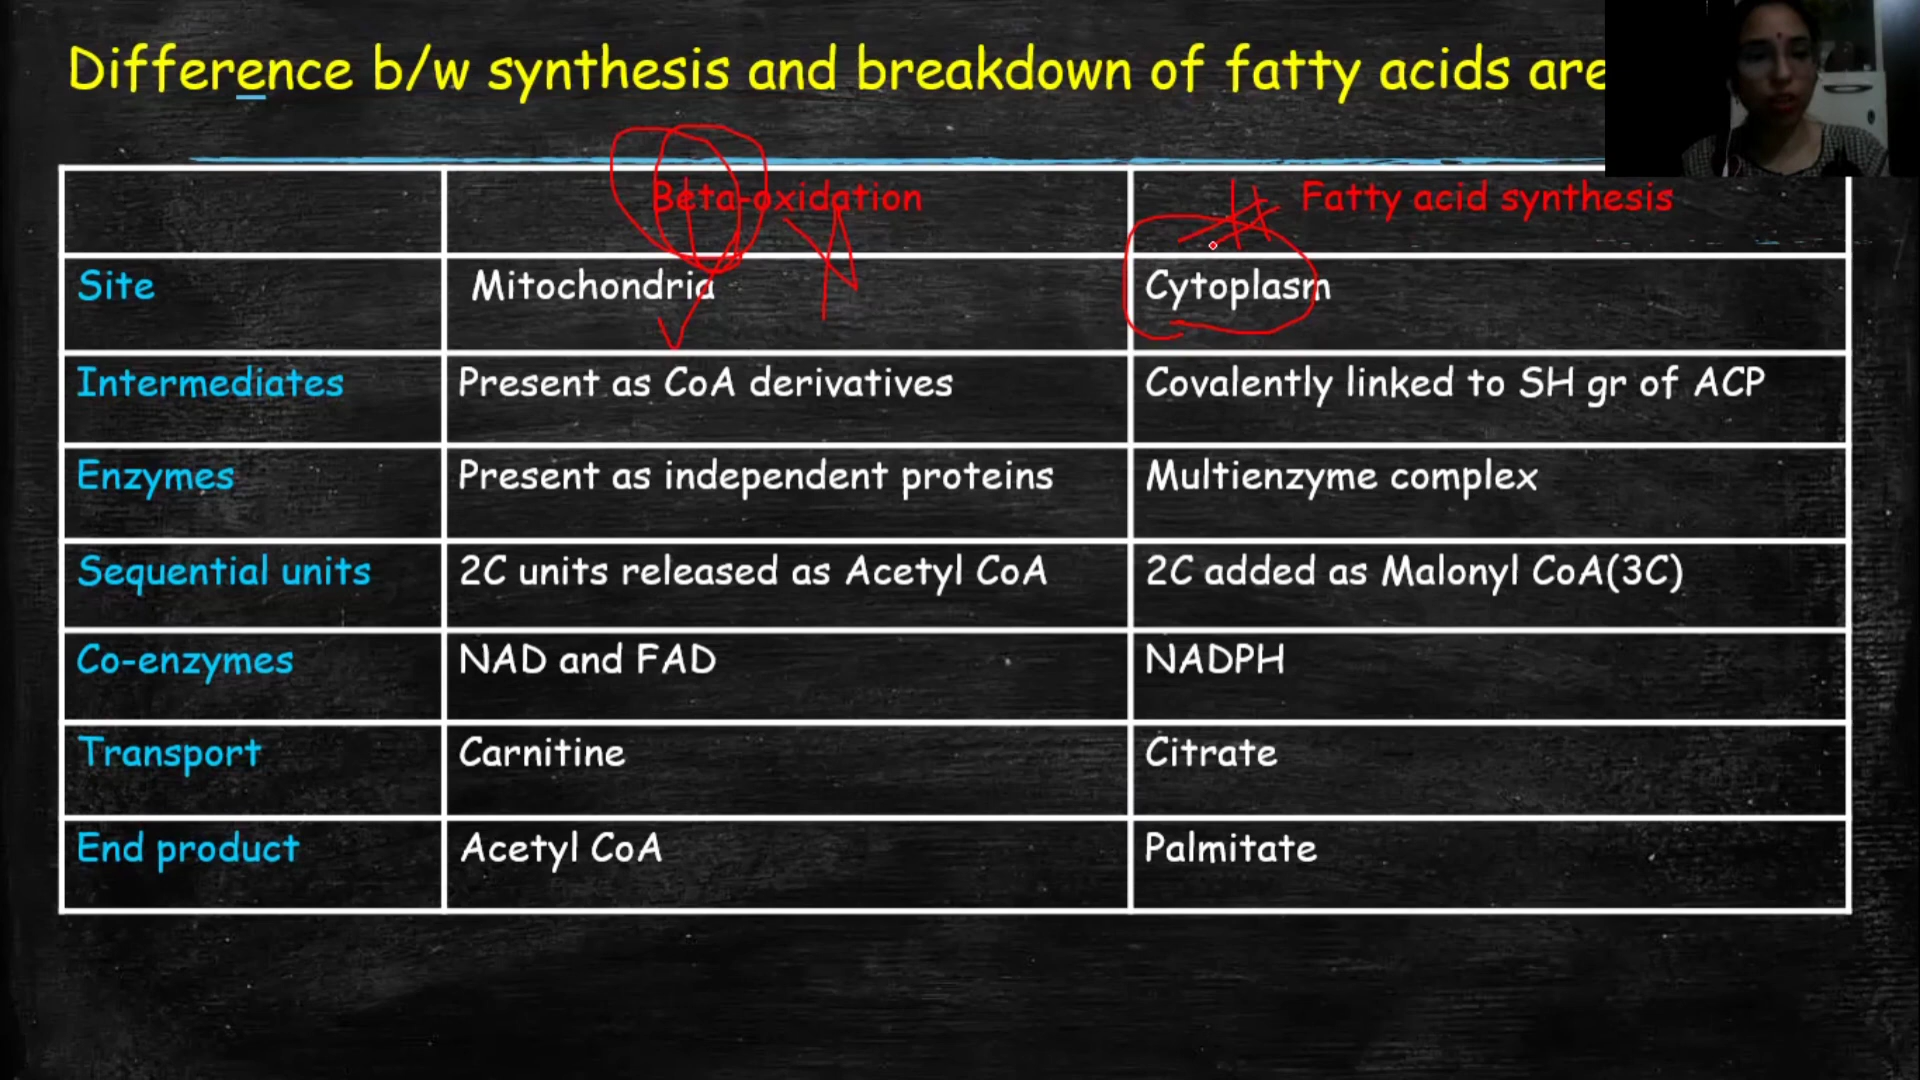 Difference b/w synthesis and breakdown of fatty acids are
Beta-oxidation Fatty acid synthesis
Site Mitochondria Cytoplasm
Intermediates Present as CoA derivatives Covalently linked to SH gr of ACP
Enzymes Present as independent proteins Multienzyme complex
Sequential units 2C units released as Acetyl CoA 2C added as Malonyl CoA(3C)
Co-enzymes NAD and FAD NADPH
Transport Carnitine Citrate
End product Acetyl CoA Palmitate